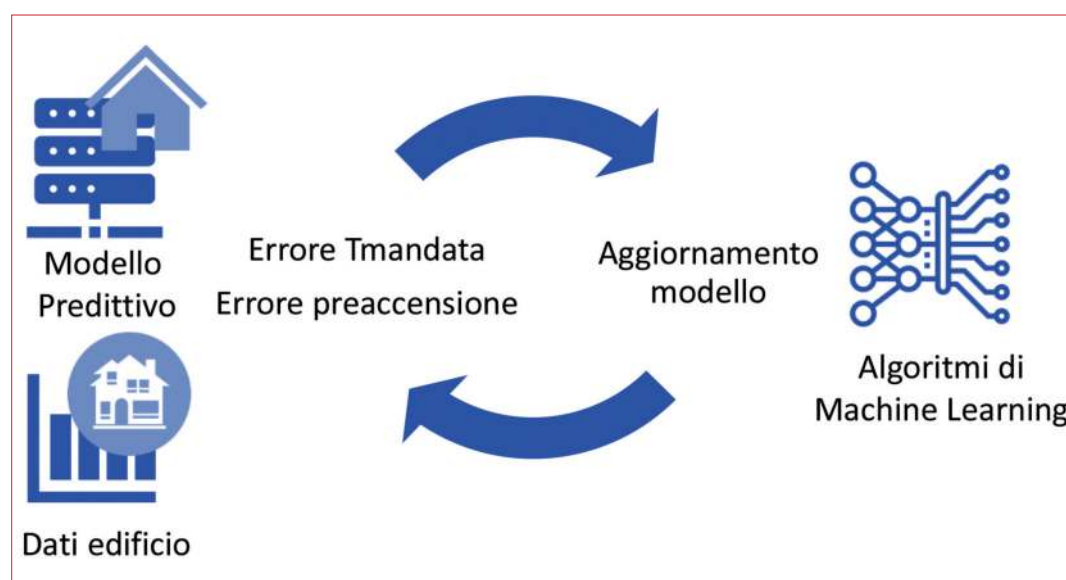 Modello
Predittivo
Errore Tmandata
Errore preaccensione
Aggiornamento
modello
Algoritmi di
Machine Learning
Dati edificio